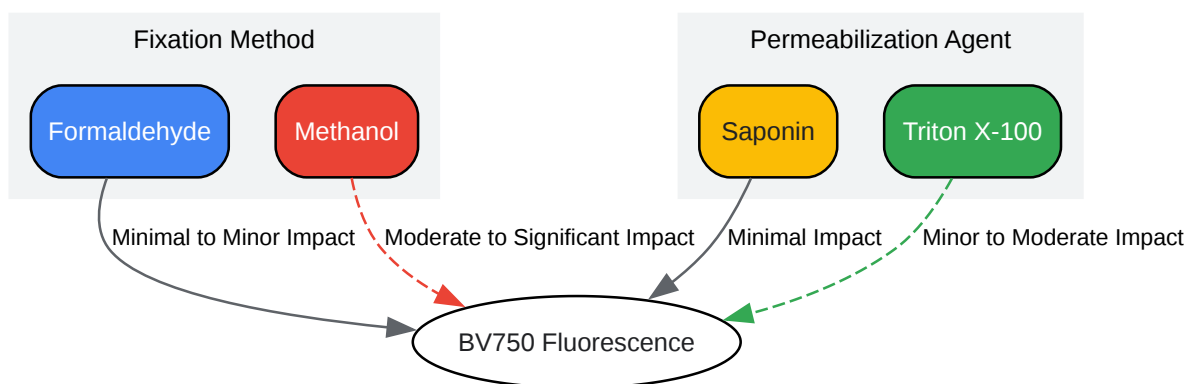 Fixation Method
Permeabilization Agent
Formaldehyde
Methanol
Saponin
Triton X-100
Minimal to Minor Impact
Moderate to Significant Impact
Minimal Impact
Minor to Moderate Impact
BV750 Fluorescence